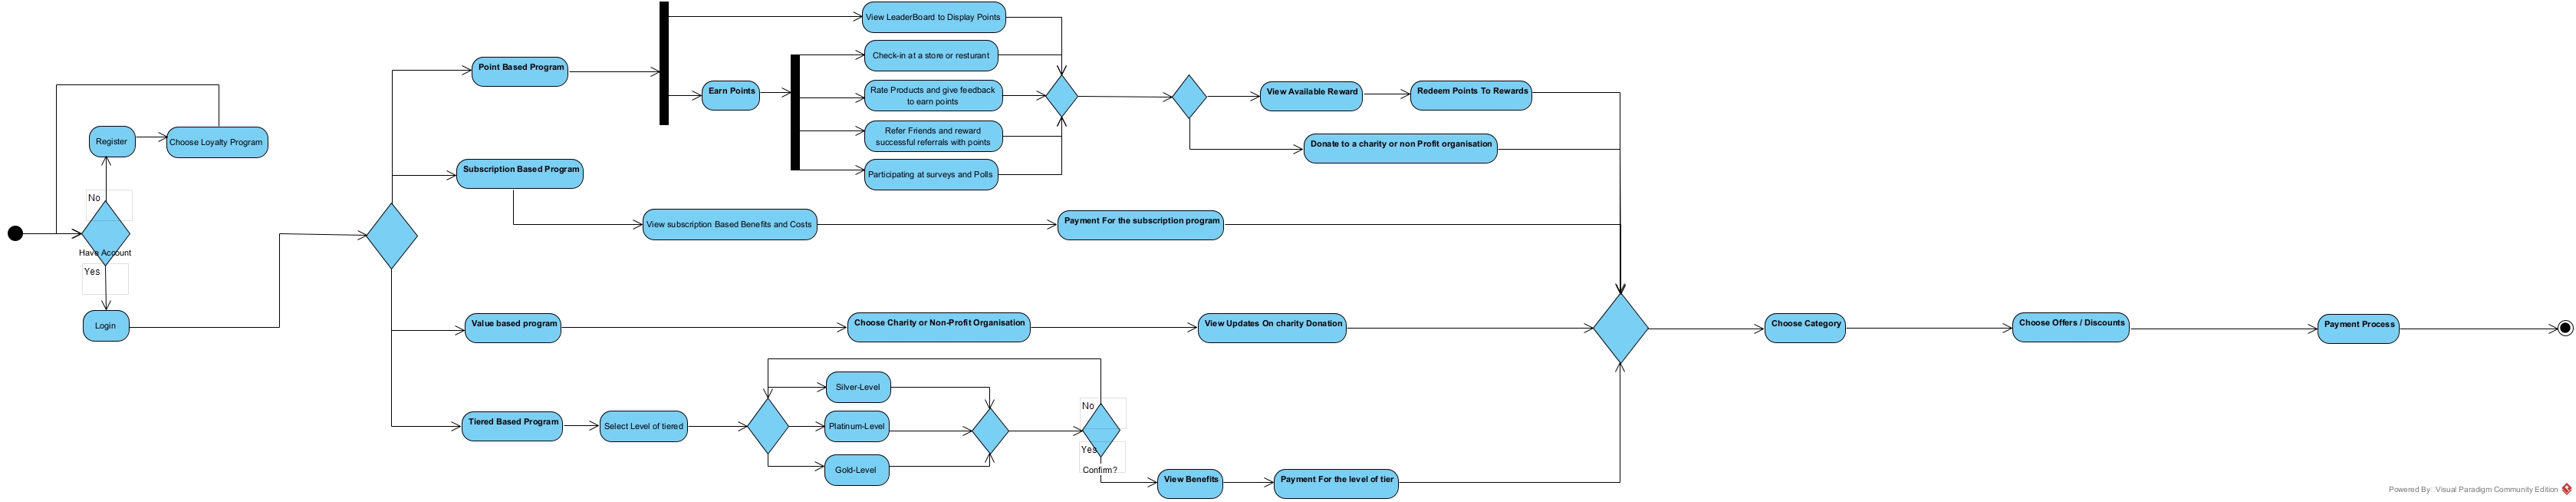 View LeaderBoard to Display Points
Check-in at a store or resturant
Point Based Program
Earn Points
Rate Products and give feedback
to earn points
View Available Reward
Redeem Points To Rewards
Register
Choose Loyalty Program
Refer Friends and reward
successful referrals with points
Donate to a charity or non Profit organisation
Subscription Based Program
Participating at surveys and Polls
No
View subscription Based Benefits and Costs
Payment For the subscription program
Have Account
Yes
Login
Value based program
Choose Charity or Non-Profit Organisation
View Updates On charity Donation
Choose Category
Choose Offers / Discounts
Payment Process
Silver-Level
No
Tiered Based Program
Select Level of tiered
Platinum-Level
Yes
Gold-Level
Confirm?
View Benefits
Payment For the level of tier
Powered By Visual Paradigm Community Edition